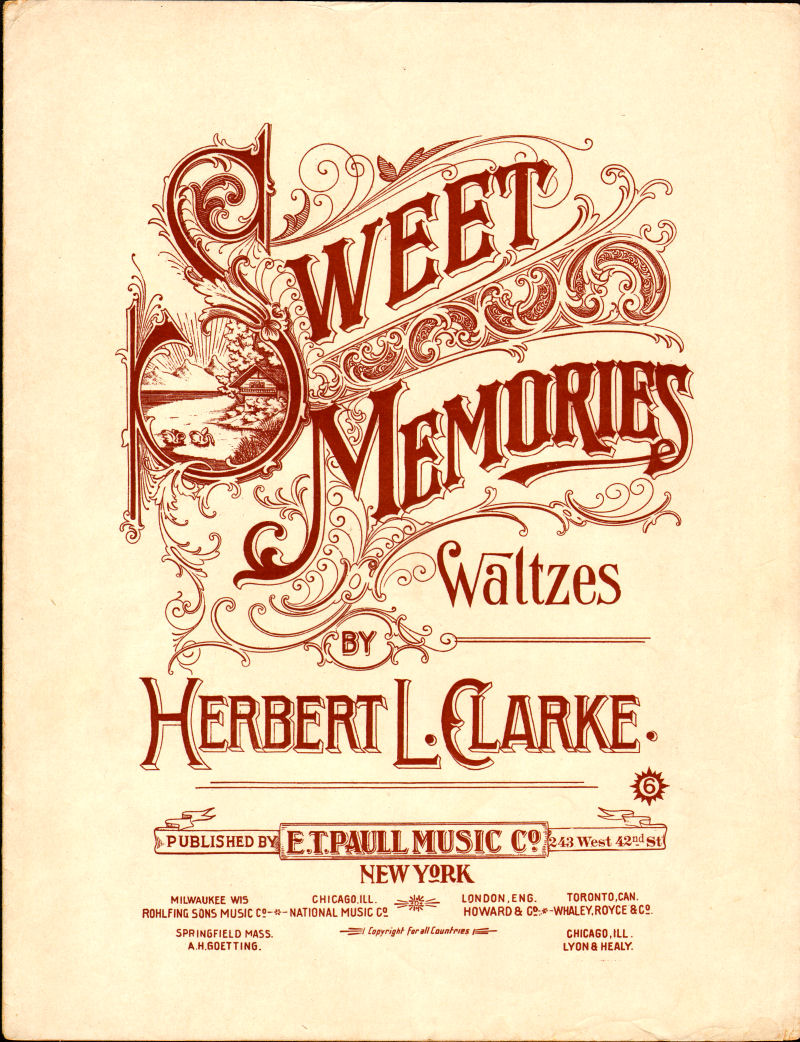 SWEET
MEMORIES
Waltzes
BY
HERBERT L. CLARKE.
6
PUBLISHED BY E.T. PAULL MUSIC Co 243 West 42nd St
NEW YORK
MILWAUKEE WIS
ROHLFING SONS MUSIC Co
CHICAGO, ILL.
NATIONAL MUSIC Co
LONDON, ENG.
HOWARD & Co.
TORONTO, CAN.
WHALEY, ROYCE & Co.
SPRINGFIELD MASS.
A.H. GOETTING.
Copyright for all Countries
CHICAGO, ILL.
LYON & HEALY.